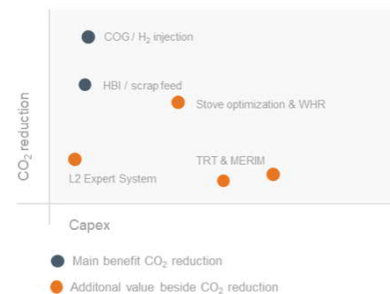 COG / H₂ injection
HBI / scrap feed
Stove optimization & WHR
TRT & MERIM
L2 Expert System
CO₂ reduction
Capex
Main benefit CO₂ reduction
Additonal value beside CO₂ reduction